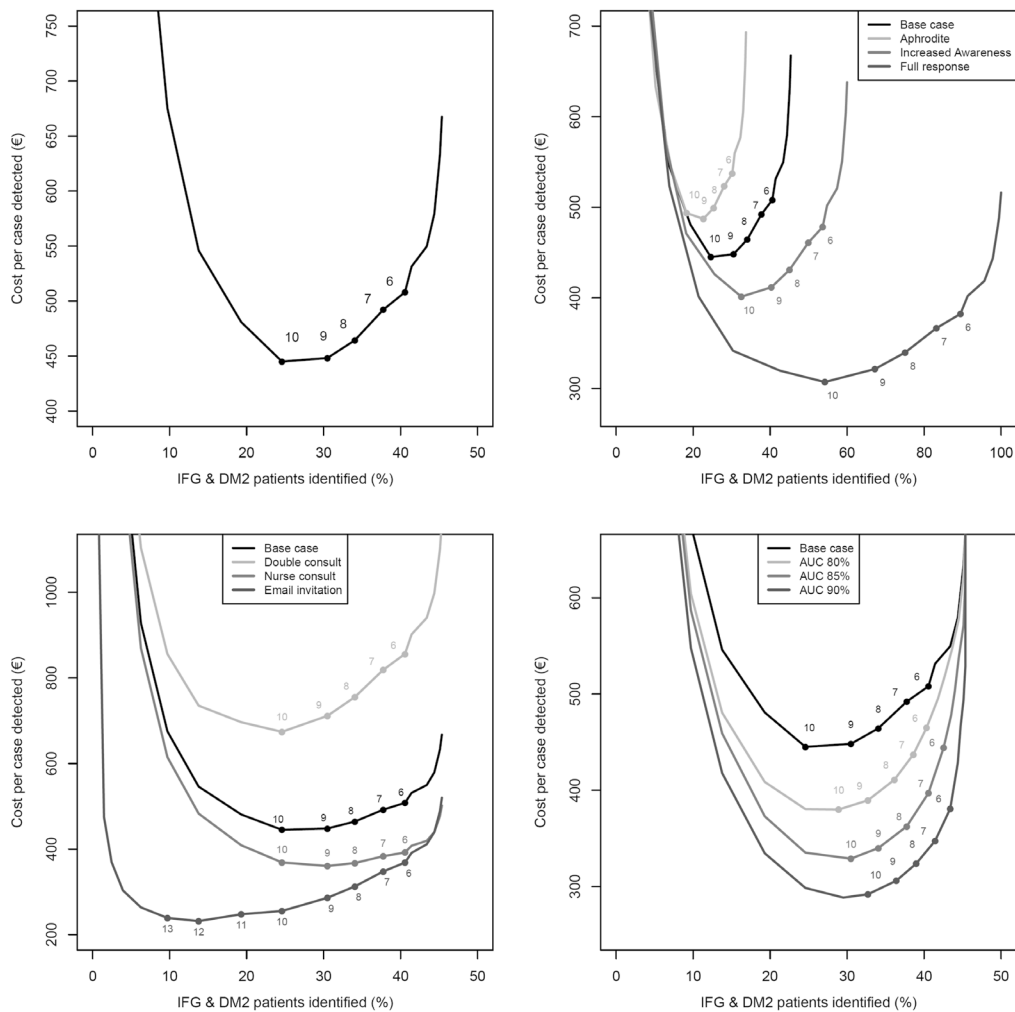 750
700
650
600
550
500
450
400
Cost per case detected (€)
10
9
8
7
6
0 10 20 30 40 50
IFG & DM2 patients identified (%)
700
600
500
400
300
Cost per case detected (€)
Base case
Aphrodite
Increased Awareness
Full response
10 9 8 7 6
10 9 8 7 6
10 9 8 7 6
10 9 8 7 6
0 20 40 60 80 100
IFG & DM2 patients identified (%)
1000
800
600
400
200
Cost per case detected (€)
Base case
Double consult
Nurse consult
Email invitation
10 9 8 7 6
10 9 8 7 6
10 9 8 7 6
13 12 11 10 9 8 7 6
0 10 20 30 40 50
IFG & DM2 patients identified (%)
600
500
400
300
Cost per case detected (€)
Base case
AUC 80%
AUC 85%
AUC 90%
10 9 8 7 6
10 9 8 7 6
10 9 8 7 6
10 9 8 7 6
0 10 20 30 40 50
IFG & DM2 patients identified (%)